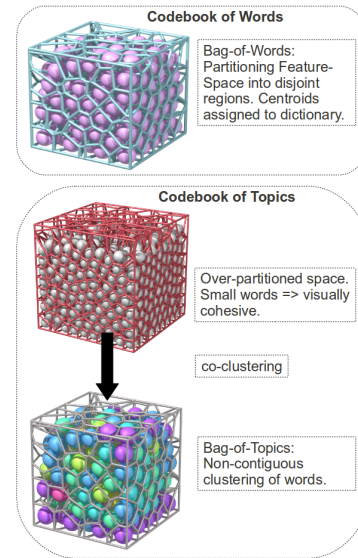 Codebook of Words
Bag-of-Words:
Partitioning Feature-
Space into disjoint
regions. Centroids
assigned to dictionary.
Codebook of Topics
Over-partitioned space.
Small words => visually
cohesive.
co-clustering
Bag-of-Topics:
Non-contiguous
clustering of words.